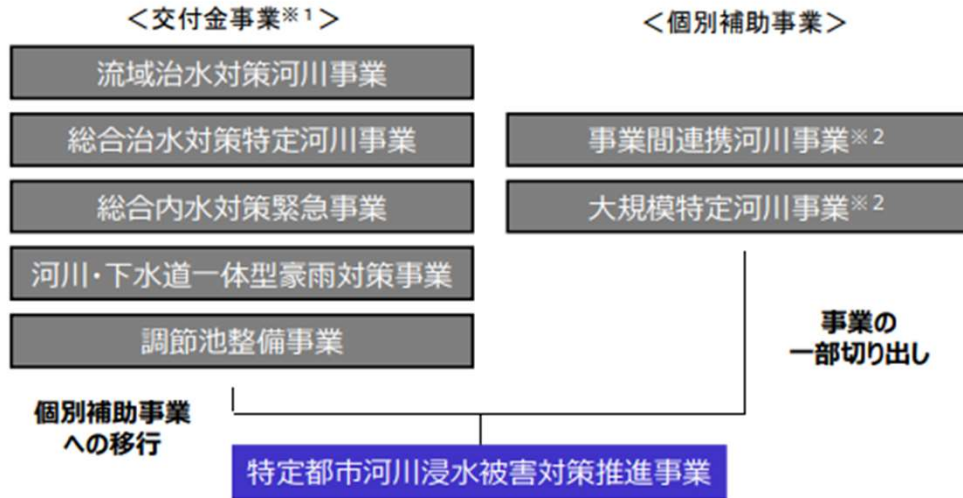 <交付金事業※1>
流域治水対策河川事業
総合治水対策特定河川事業
総合内水対策緊急事業
河川・下水道一体型豪雨対策事業
調節池整備事業
個別補助事業
への移行
<個別補助事業>
事業間連携河川事業※2
大規模特定河川事業※2
事業の
一部切り出し
特定都市河川浸水被害対策推進事業